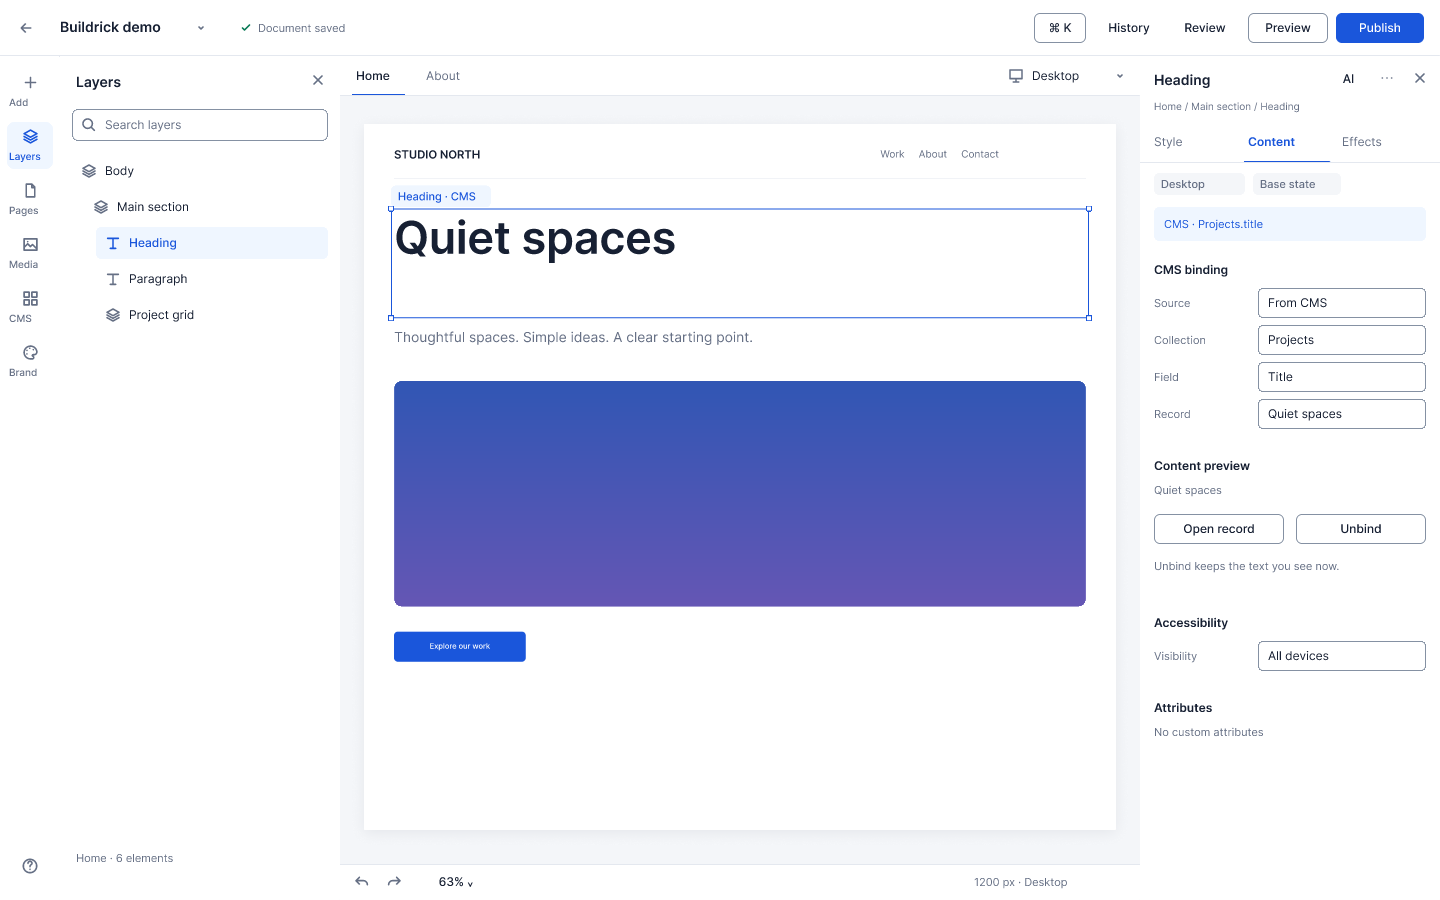 Buildrick demo
Document saved
⌘ K
History
Review
Preview
Publish
Add
Layers
Pages
Media
CMS
Brand
Layers
Search layers
Body
Main section
Heading
Paragraph
Project grid
Home · 6 elements
Home
About
Desktop
STUDIO NORTH
Work
About
Contact
Heading · CMS
Quiet spaces
Thoughtful spaces. Simple ideas. A clear starting point.
Explore our work
63%
1200 px · Desktop
Heading
AI
Home / Main section / Heading
Style
Content
Effects
Desktop
Base state
CMS · Projects.title
CMS binding
Source
From CMS
Collection
Projects
Field
Title
Record
Quiet spaces
Content preview
Quiet spaces
Open record
Unbind
Unbind keeps the text you see now.
Accessibility
Visibility
All devices
Attributes
No custom attributes